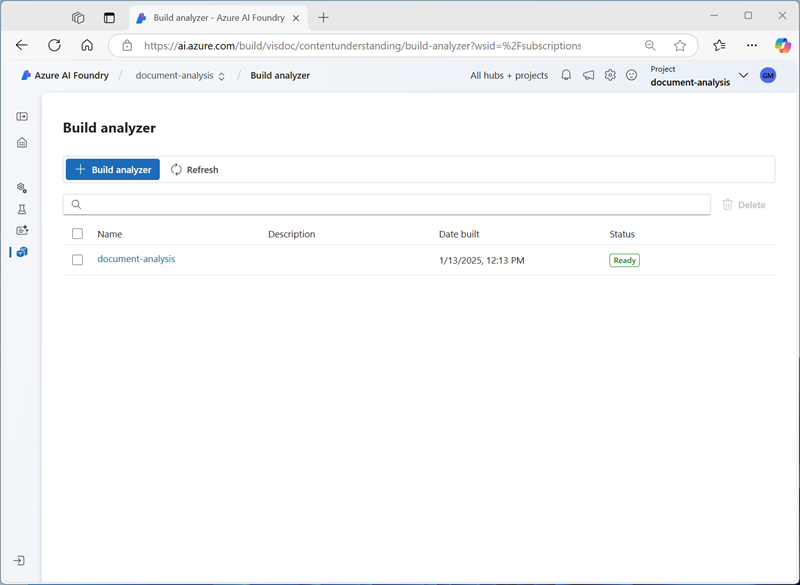 Build analyzer - Azure AI Foundry
https://ai.azure.com/build/visdoc/contentunderstanding/build-analyzer?wsid=%2Fsubscriptions
Azure AI Foundry / document-analysis / Build analyzer
All hubs + projects
Project
document-analysis
GM
Build analyzer
Build analyzer Refresh
Delete
Name Description Date built Status
document-analysis 1/13/2025, 12:13 PM Ready